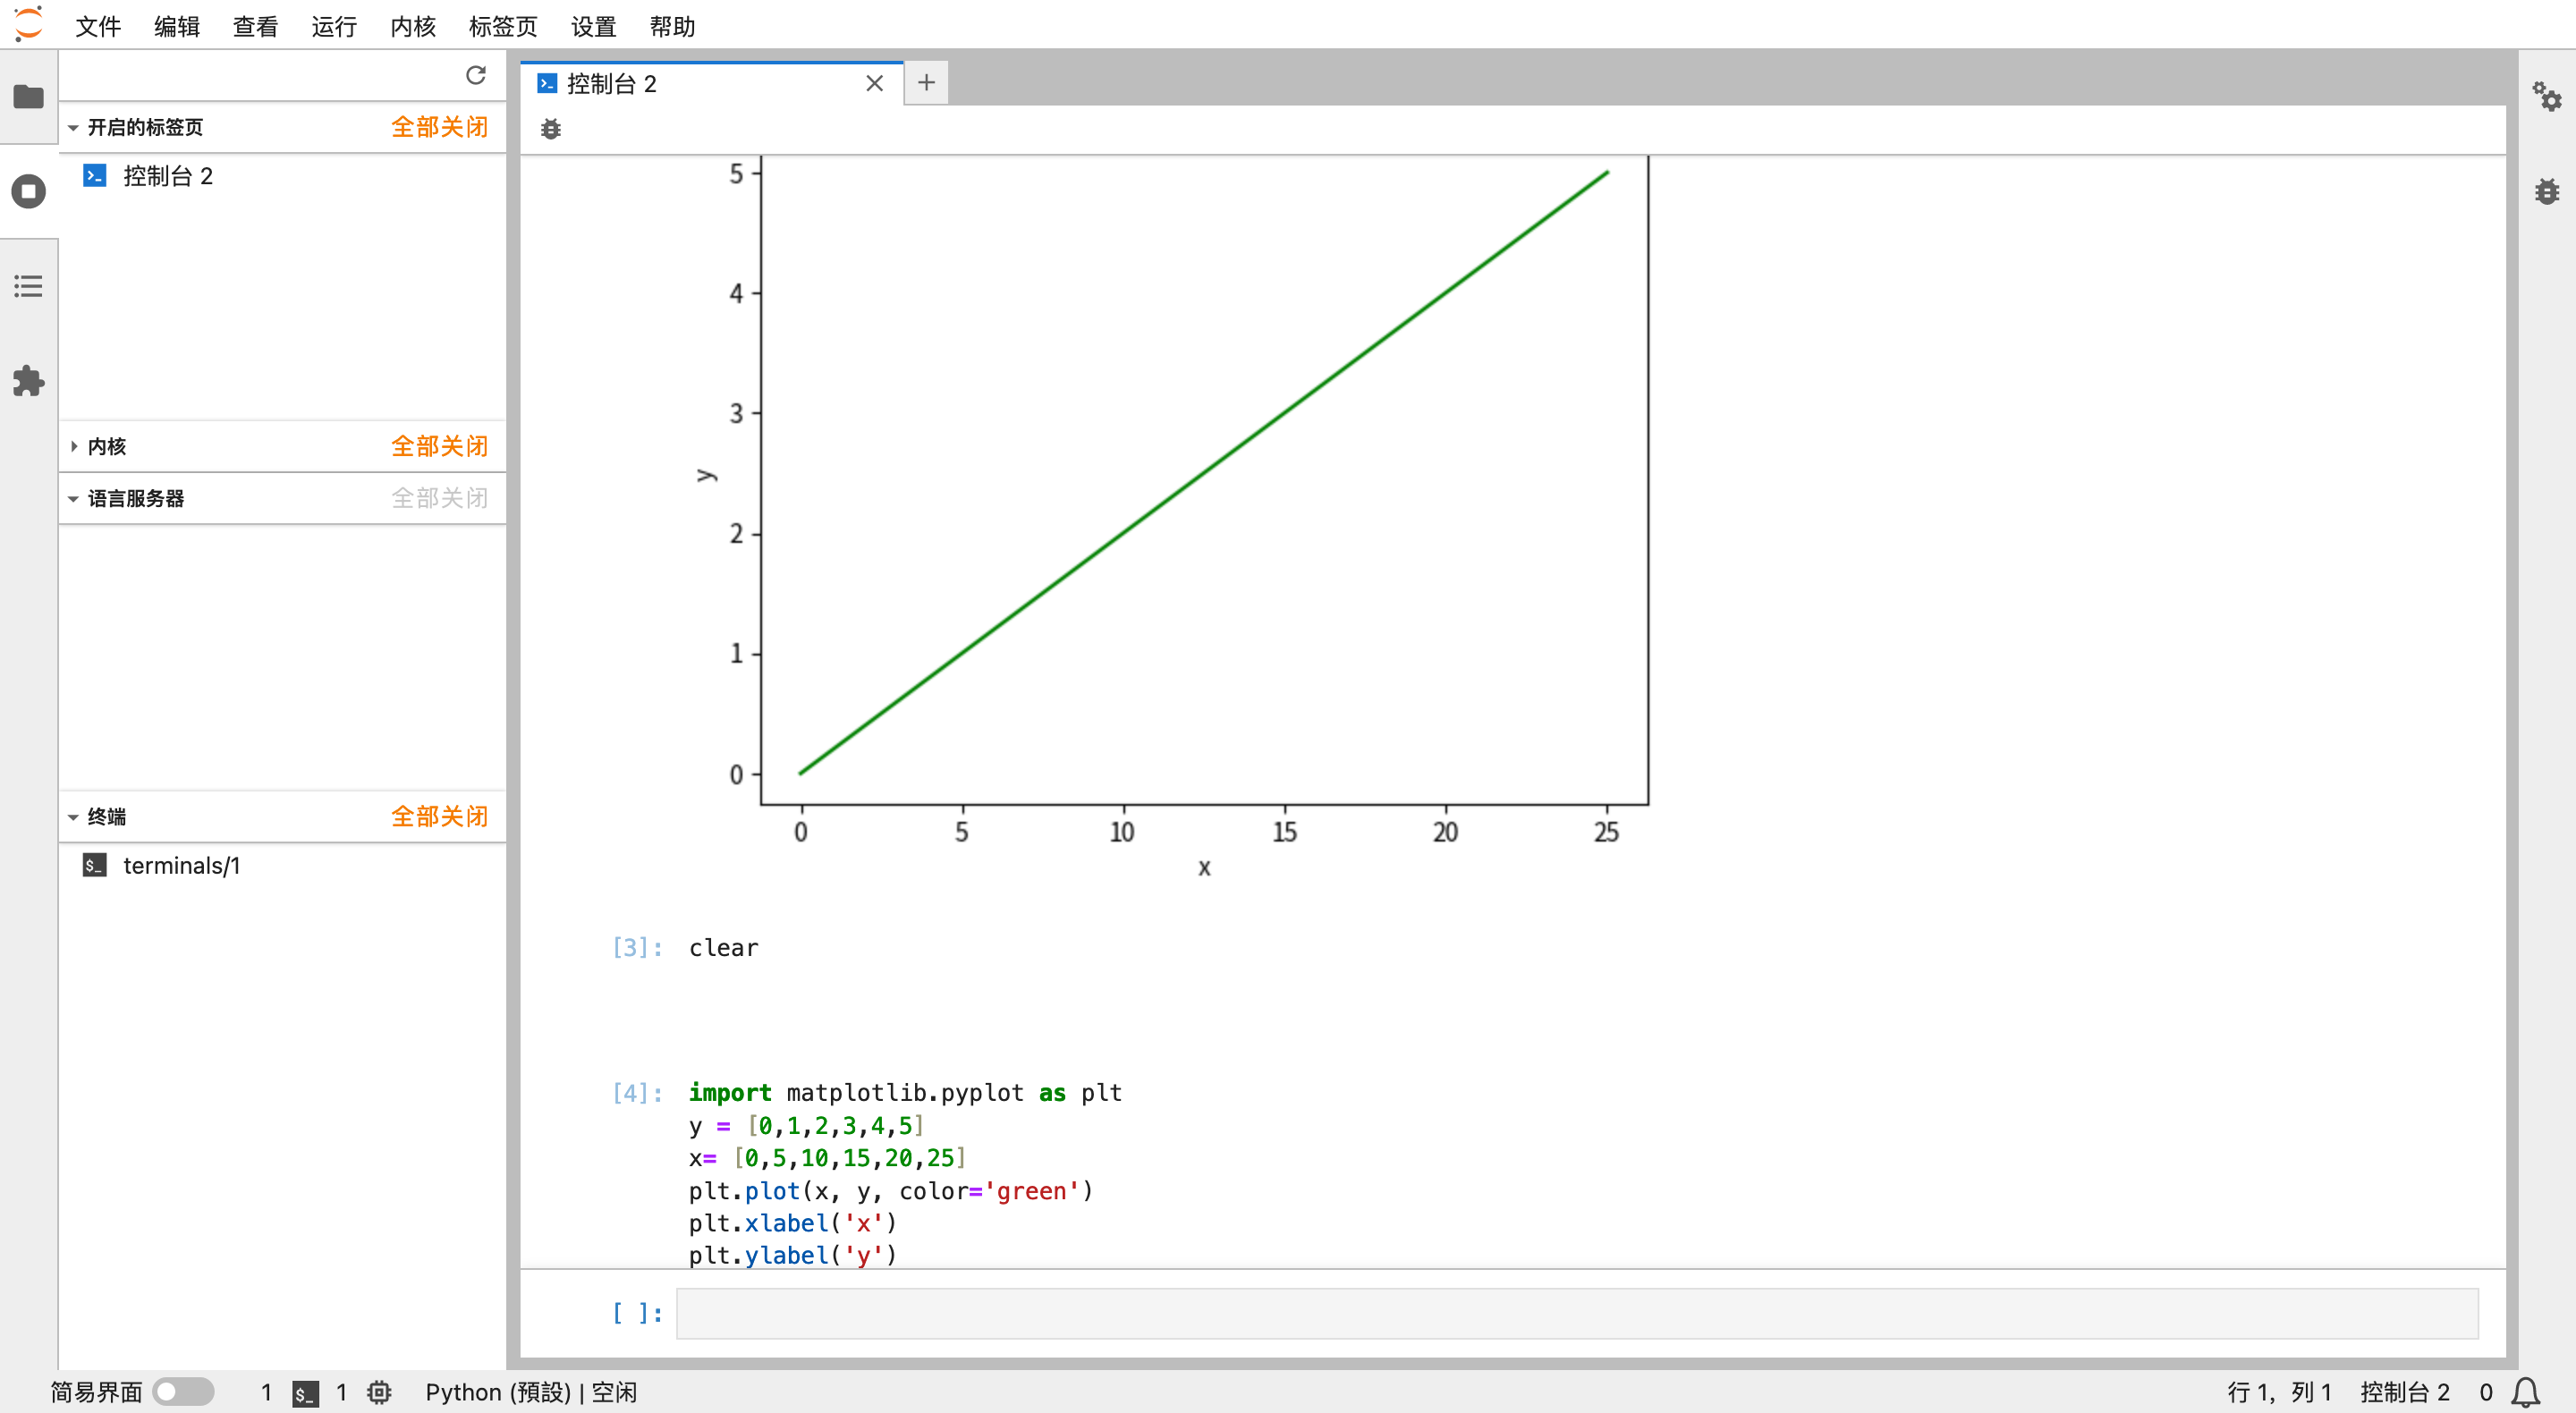 文件 编辑 查看 运行 内核 标签页 设置 帮助
开启的标签页 全部关闭
控制台 2
内核 全部关闭
语言服务器 全部关闭
终端 全部关闭
$_ terminals/1
控制台 2
5
4
3
2
1
0
y
0 5 10 15 20 25
x
[3]: clear
[4]: import matplotlib.pyplot as plt
y = [0,1,2,3,4,5]
x= [0,5,10,15,20,25]
plt.plot(x, y, color='green')
plt.xlabel('x')
plt.ylabel('y')
[ ]:
简易界面 1 $_ 1 Python (預設) | 空闲 行 1, 列 1 控制台 2 0